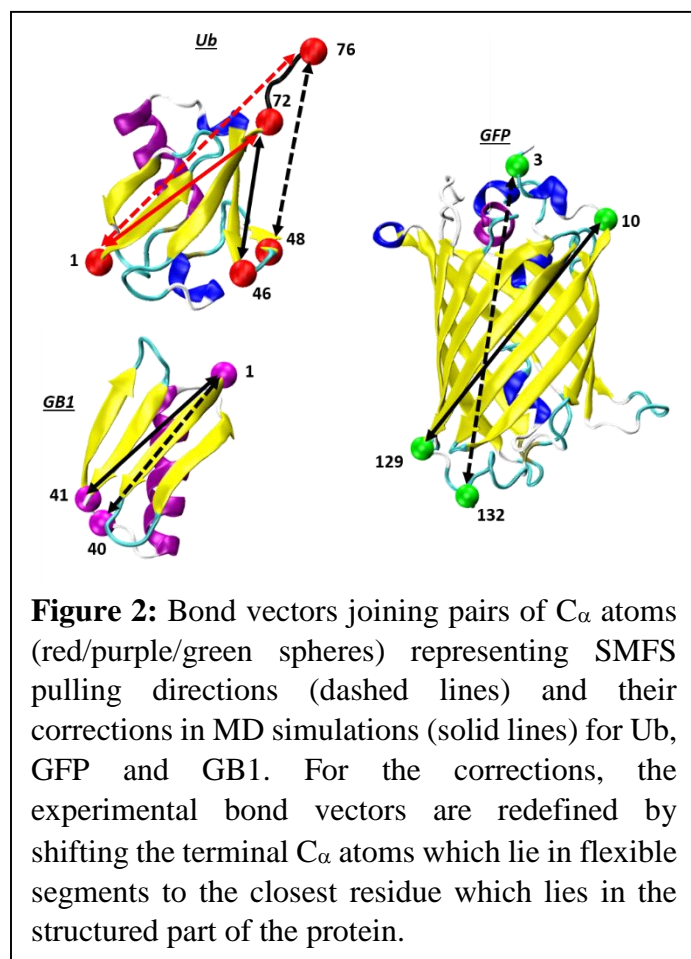 Ub
76
72
GFP
3
10
1
48
46
GB1
1
129
41
132
40
Figure 2: Bond vectors joining pairs of Cα atoms
(red/purple/green spheres) representing SMFS
pulling directions (dashed lines) and their
corrections in MD simulations (solid lines) for Ub,
GFP and GB1. For the corrections, the
experimental bond vectors are redefined by
shifting the terminal Cα atoms which lie in flexible
segments to the closest residue which lies in the
structured part of the protein.